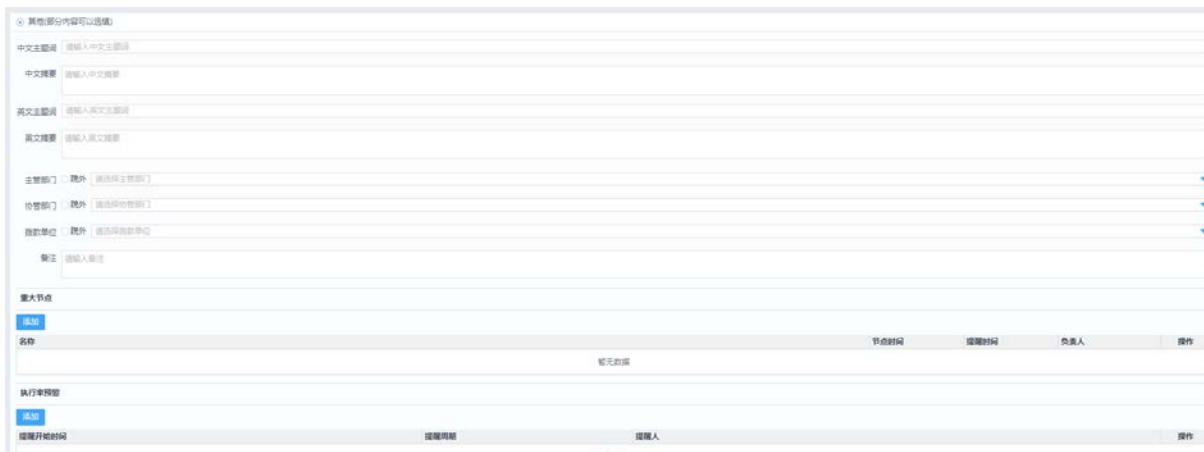 其他(部分内容可以选填)
中文主题词 请输入中文主题词
中文摘要 请输入中文摘要
英文主题词 请输入英文主题词
英文摘要 请输入英文摘要
主管部门 境外 请选择主管部门
协管部门 境外 请选择协管部门
拨款单位 境外 请选择拨款单位
备注 请输入备注
重大节点
添加
名称 节点时间 提醒时间 负责人 操作
暂无数据
执行率预警
添加
提醒开始时间 提醒周期 提醒人 操作